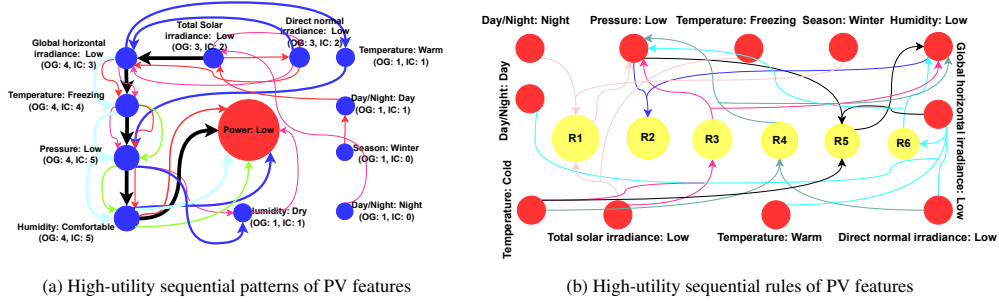 Global horizontal
irradiance: Low
(OG: 4, IC: 3)
Total Solar
irradiance: Low
(OG: 4, IC: 2)
Direct normal
irradiance: Low
(OG: 3, IC: 2)
Temperature: Warm
(OG: 1, IC: 1)
Temperature: Freezing
(OG: 4, IC: 4)
Day/Night: Day
(OG: 1, IC: 1)
Power: Low
Pressure: Low
(OG: 4, IC: 5)
Season: Winter
(OG: 1, IC: 0)
Humidity: Comfortable
(OG: 4, IC: 5)
Humidity: Dry
(OG: 1, IC: 1)
Day/Night: Night
(OG: 1, IC: 0)
(a) High-utility sequential patterns of PV features
Day/Night: Night
Pressure: Low
Temperature: Freezing
Season: Winter
Humidity: Low
Day/Night: Day
Global horizontal
irradiance: Low
R1
R2
R3
R4
R5
R6
Temperature: Cold
Total solar irradiance: Low
Temperature: Warm
Direct normal irradiance: Low
(b) High-utility sequential rules of PV features